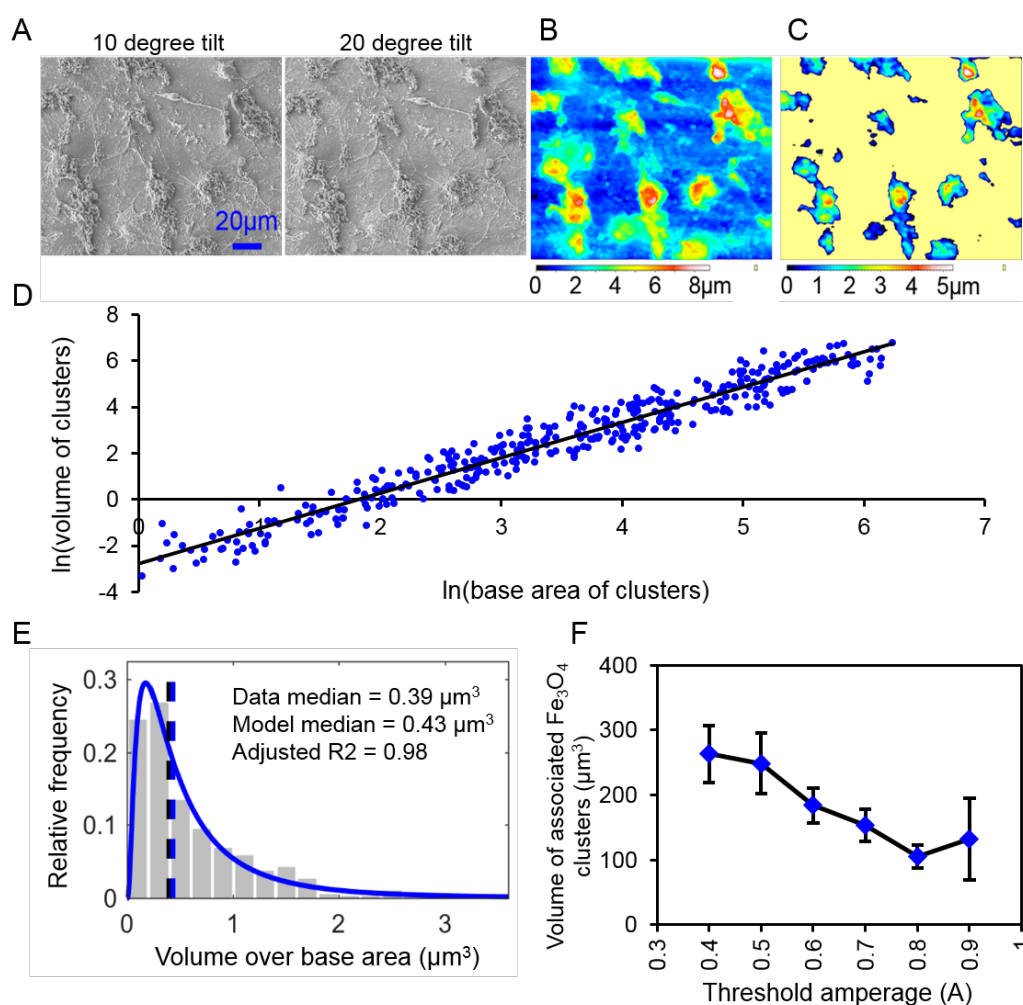 A
10 degree tilt
20 degree tilt
20µm
B
0 2 4 6 8µm
C
0 1 2 3 4 5µm
D
ln(volume of clusters)
8
6
4
2
0
-2
-4
0 1 2 3 4 5 6 7
ln(base area of clusters)
E
Relative frequency
0.3
0.2
0.1
0
Data median = 0.39 µm³
Model median = 0.43 µm³
Adjusted R2 = 0.98
0 1 2 3
Volume over base area (µm³)
F
Volume of associated Fe₃O₄
clusters (µm³)
400
300
200
100
0
0.3 0.4 0.5 0.6 0.7 0.8 0.9 1
Threshold amperage (A)